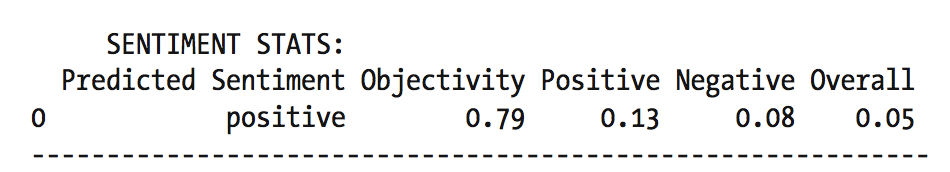 SENTIMENT STATS:
Predicted Sentiment Objectivity Positive Negative Overall
0 positive 0.79 0.13 0.08 0.05
------------------------------------------------------------